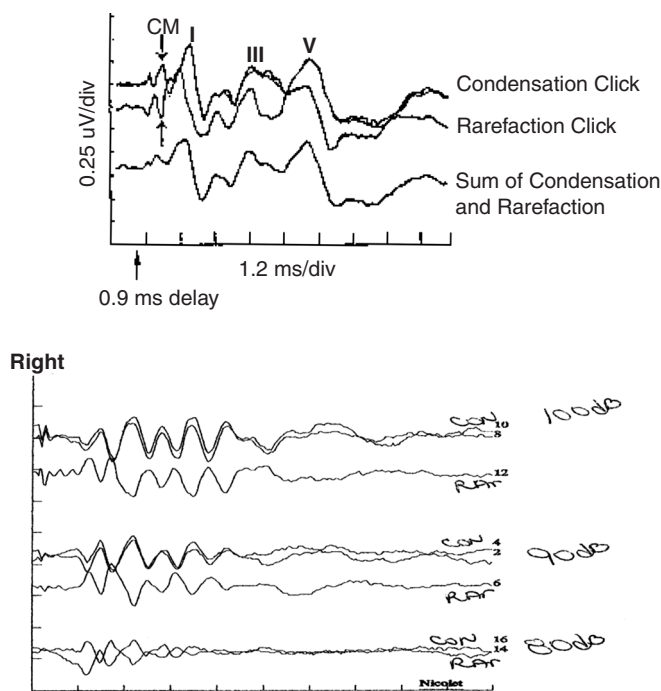 CM
I
III
V
Condensation Click
Rarefaction Click
Sum of Condensation
and Rarefaction
0.25 uV/div
1.2 ms/div
0.9 ms delay
Right
CON 10
8
100dB
12
RAr
CON 4
2
90dB
6
RAr
CON 16
14
80dB
RAr
Nicolet